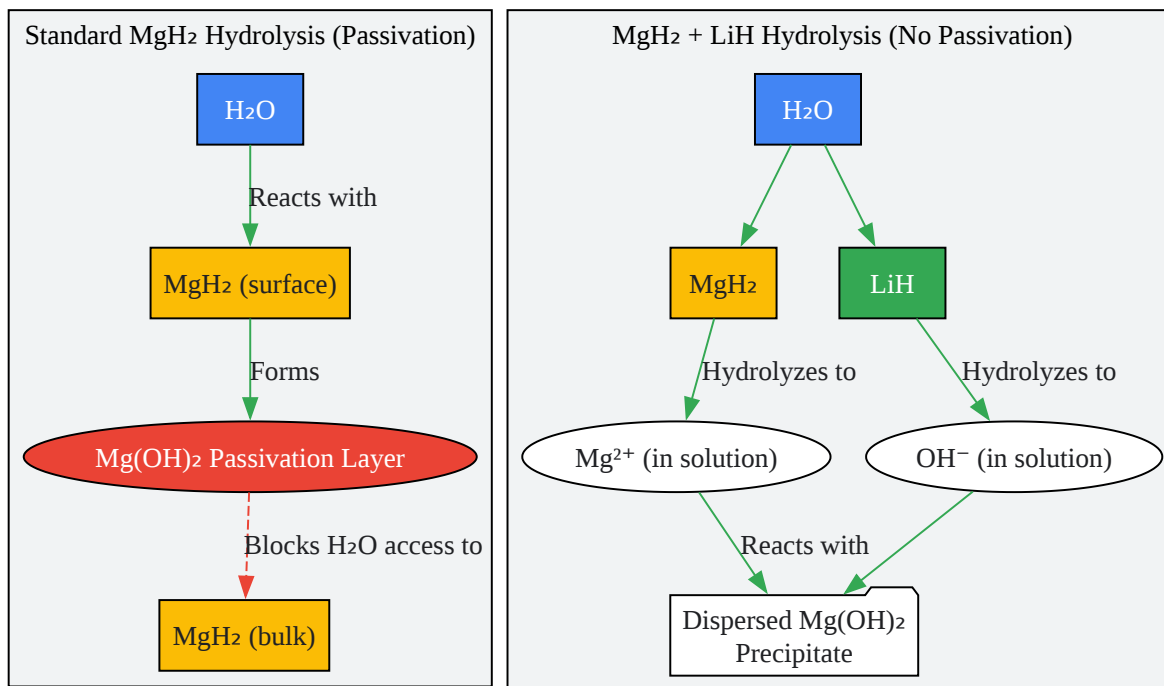 Standard MgH₂ Hydrolysis (Passivation)
H₂O
Reacts with
MgH₂ (surface)
Forms
Mg(OH)₂ Passivation Layer
Blocks H₂O access to
MgH₂ (bulk)
MgH₂ + LiH Hydrolysis (No Passivation)
H₂O
MgH₂
LiH
Hydrolyzes to
Hydrolyzes to
Mg²⁺ (in solution)
OH⁻ (in solution)
Reacts with
Dispersed Mg(OH)₂
Precipitate